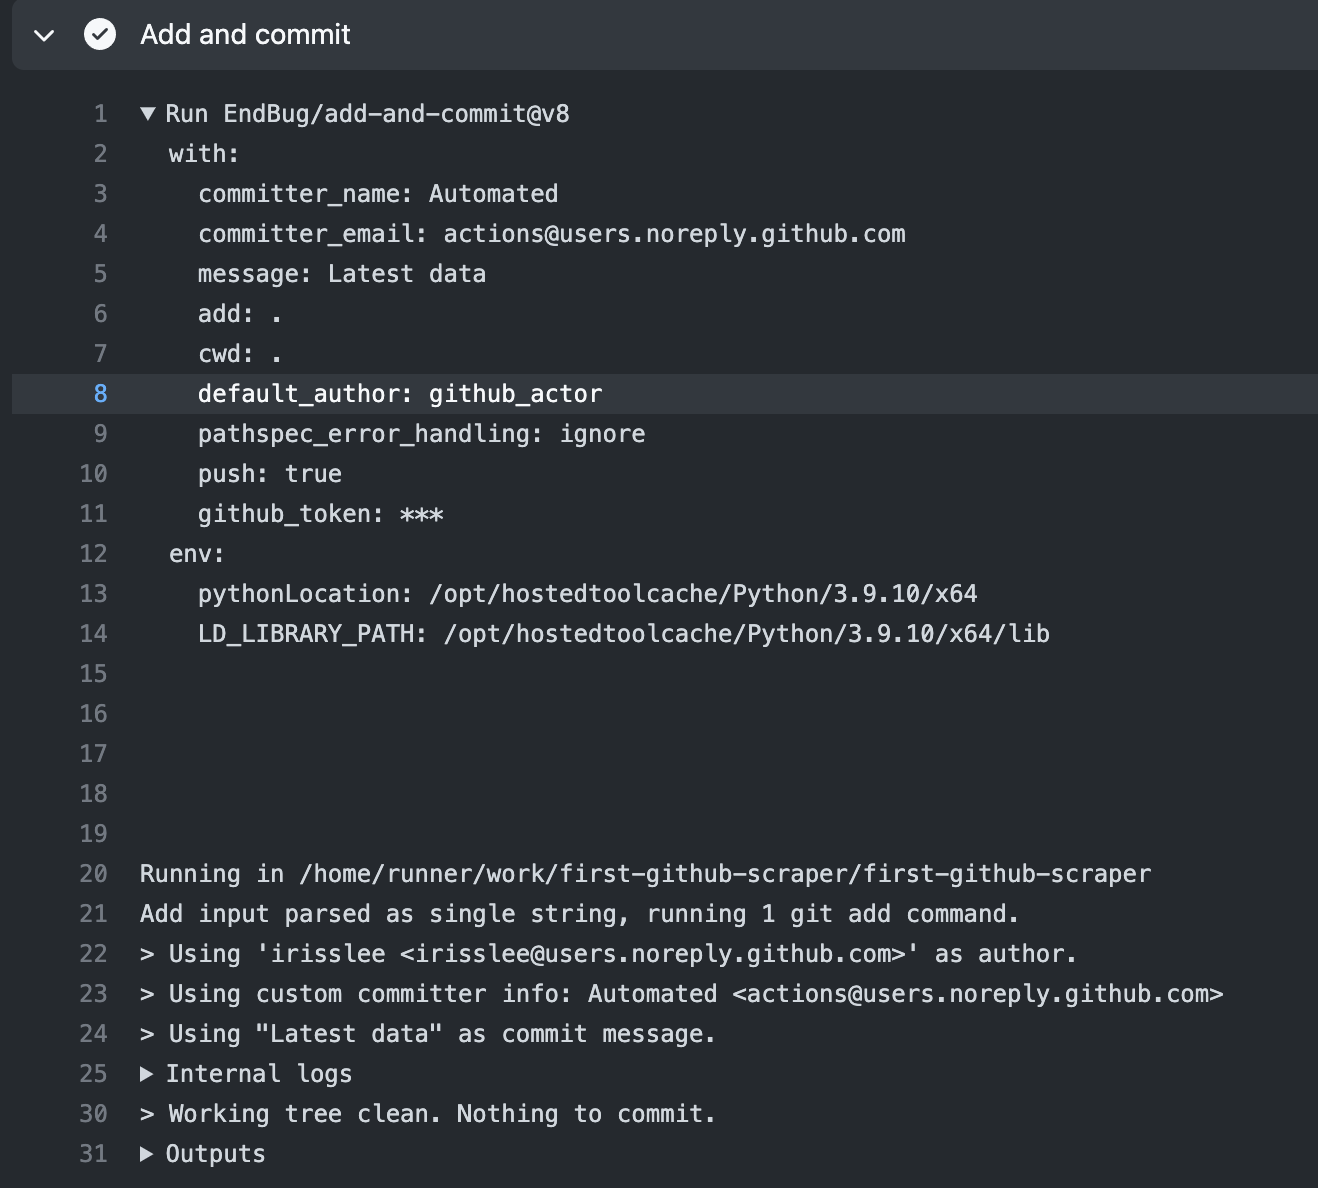 Add and commit
1 ▼ Run EndBug/add-and-commit@v8
2 with:
3 committer_name: Automated
4 committer_email: actions@users.noreply.github.com
5 message: Latest data
6 add: .
7 cwd: .
8 default_author: github_actor
9 pathspec_error_handling: ignore
10 push: true
11 github_token: ***
12 env:
13 pythonLocation: /opt/hostedtoolcache/Python/3.9.10/x64
14 LD_LIBRARY_PATH: /opt/hostedtoolcache/Python/3.9.10/x64/lib
15
16
17
18
19
20 Running in /home/runner/work/first-github-scraper/first-github-scraper
21 Add input parsed as single string, running 1 git add command.
22 > Using 'irisslee <irisslee@users.noreply.github.com>' as author.
23 > Using custom committer info: Automated <actions@users.noreply.github.com>
24 > Using "Latest data" as commit message.
25 ▶ Internal logs
30 > Working tree clean. Nothing to commit.
31 ▶ Outputs